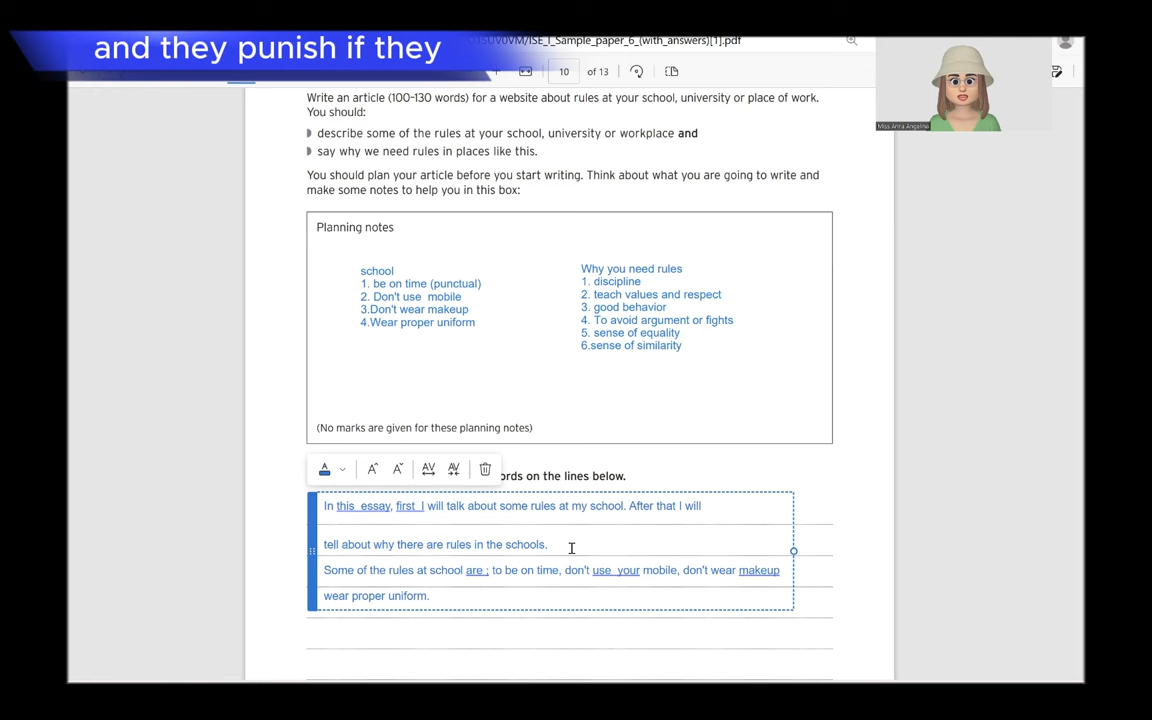 and they punish if they
ISE_I_Sample_paper_6_(with_answers)[1].pdf
10 of 13
Write an article (100-130 words) for a website about rules at your school, university or place of work.
You should:
describe some of the rules at your school, university or workplace and
say why we need rules in places like this.
You should plan your article before you start writing. Think about what you are going to write and
make some notes to help you in this box:
Planning notes
school
1. be on time (punctual)
2. Don't use mobile
3.Don't wear makeup
4.Wear proper uniform
Why you need rules
1. discipline
2. teach values and respect
3. good behavior
4. To avoid argument or fights
5. sense of equality
6.sense of similarity
(No marks are given for these planning notes)
on the lines below.
In this essay, first I will talk about some rules at my school. After that I will
tell about why there are rules in the schools.
Some of the rules at school are ; to be on time, don't use your mobile, don't wear makeup
wear proper uniform.
Miss Anna Angelina